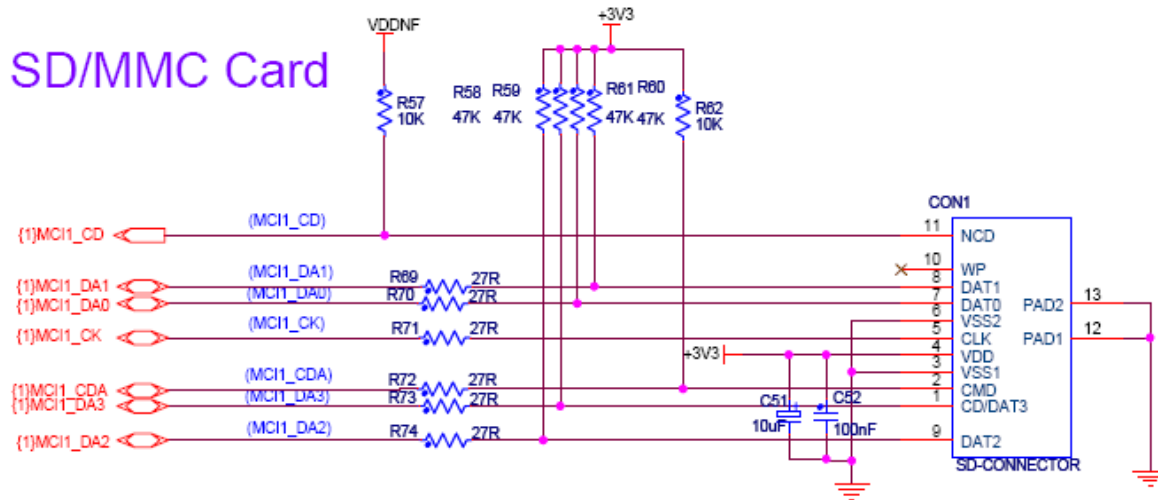 +3V3
VDDNF
SD/MMC Card
R57
10K
R58 R59
47K 47K
R61 R60
47K 47K
R62
10K
CON1
{1}MCI1_CD (MCI1_CD) 11 NCD
10 WP
{1}MCI1_DA1 (MCI1_DA1) R69 27R 8 DAT1
{1}MCI1_DA0 (MCI1_DA0) R70 27R 7 DAT0
6 VSS2
{1}MCI1_CK (MCI1_CK) R71 27R 5 CLK
+3V3 4 VDD
3 VSS1
{1}MCI1_CDA (MCI1_CDA) R72 27R 2 CMD
{1}MCI1_DA3 (MCI1_DA3) R73 27R 1 CD/DAT3
{1}MCI1_DA2 (MCI1_DA2) R74 27R 9 DAT2
PAD2 13
PAD1 12
C51
10uF
C52
100nF
SD-CONNECTOR